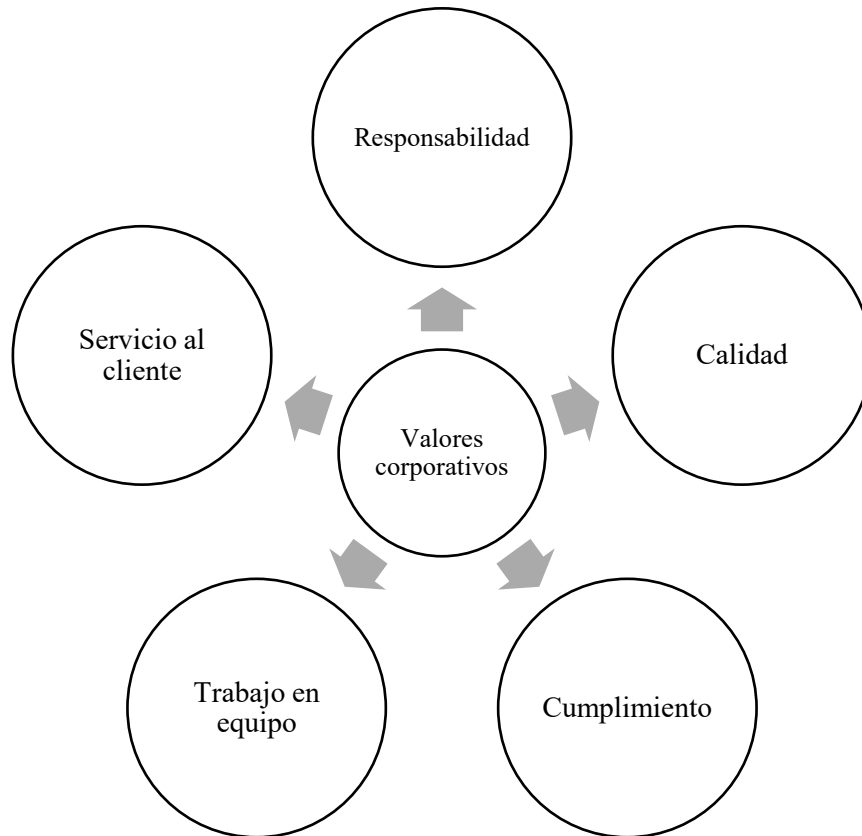 Responsabilidad
Servicio al
cliente
Calidad
Valores
corporativos
Trabajo en
equipo
Cumplimiento